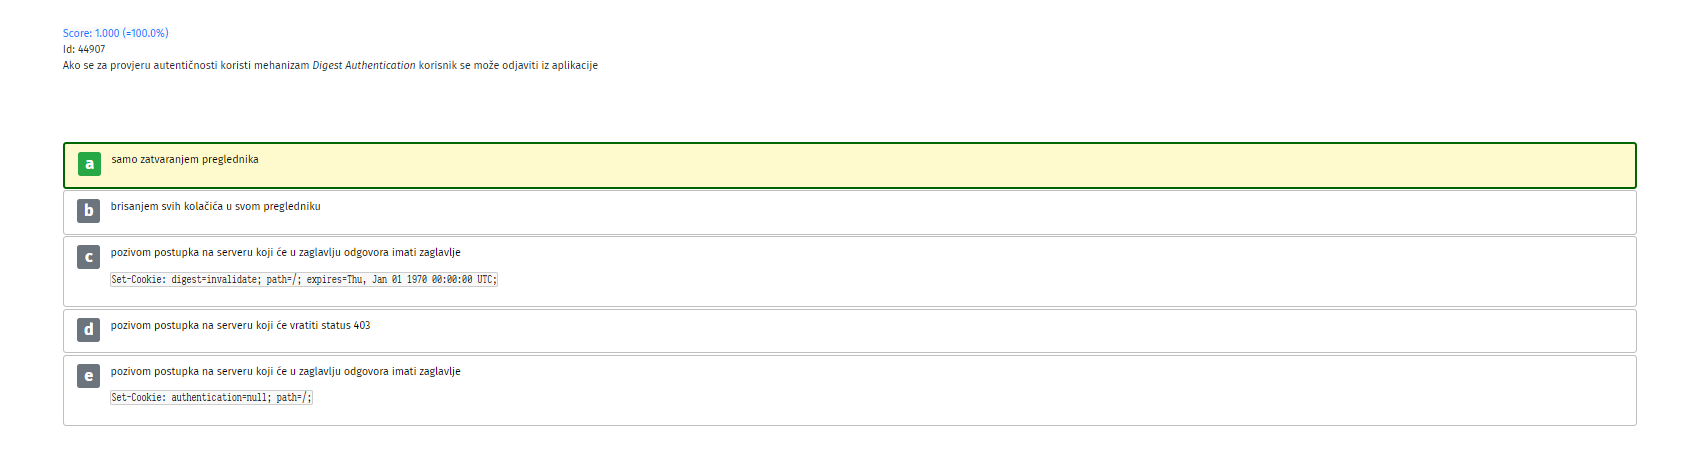 Score: 1.000 (=100.0%)
Id: 44907
Ako se za provjeru autentičnosti koristi mehanizam Digest Authentication korisnik se može odjaviti iz aplikacije
a samo zatvaranjem preglednika
b brisanjem svih kolačića u svom pregledniku
c pozivom postupka na serveru koji će u zaglavlju odgovora imati zaglavlje
Set-Cookie: digest=invalidate; path=/; expires=Thu, Jan 01 1970 00:00:00 UTC;
d pozivom postupka na serveru koji će vratiti status 403
e pozivom postupka na serveru koji će u zaglavlju odgovora imati zaglavlje
Set-Cookie: authentication=null; path=/;